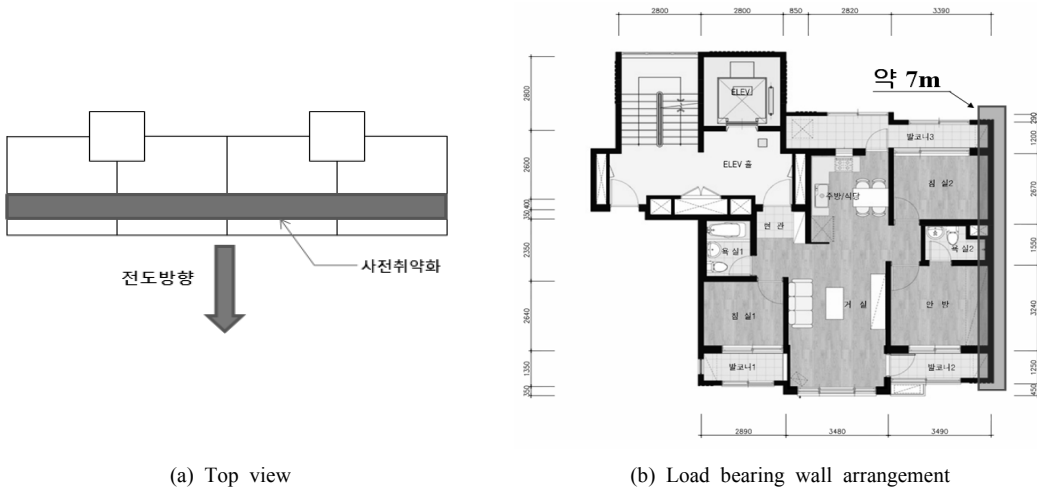 2800 2800 850 2820 3390
약 7m
2800
2600
400
350
2350
2640
1350
350
ELEV
ELEV 홀
발코니3
주방/식당
침 실2
현 관
욕 실1
욕 실2
거 실
안 방
침 실1
발코니1
발코니2
290
1200
2670
1550
3240
1250
450
2890 3480 3490
사전취약화
전도방향
(a) Top view
(b) Load bearing wall arrangement